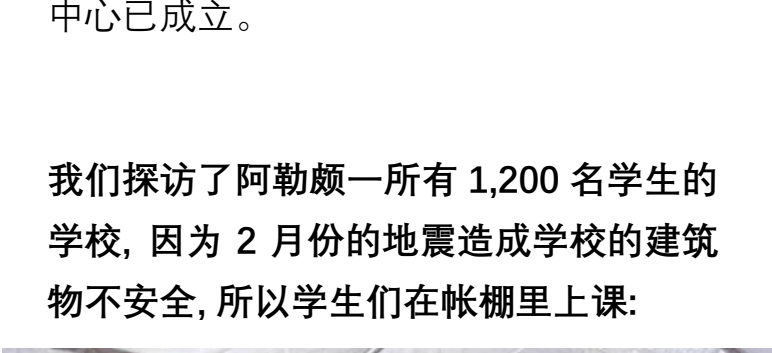 中心已成立。
我们探访了阿勒颇一所有 1,200 名学生的
学校, 因为 2 月份的地震造成学校的建筑
物不安全, 所以学生们在帐棚里上课: